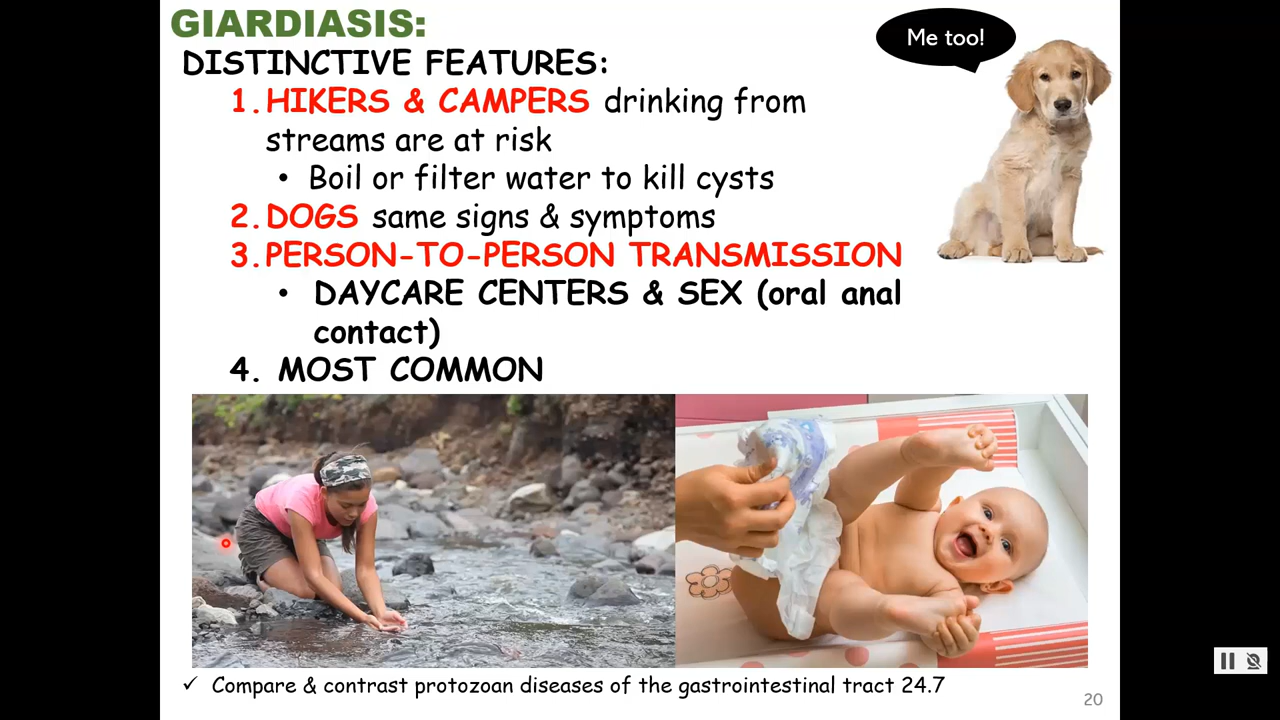 GIARDIASIS:
Me too!
DISTINCTIVE FEATURES:
1. HIKERS & CAMPERS drinking from
streams are at risk
• Boil or filter water to kill cysts
2. DOGS same signs & symptoms
3. PERSON-TO-PERSON TRANSMISSION
• DAYCARE CENTERS & SEX (oral anal
contact)
4. MOST COMMON
✓ Compare & contrast protozoan diseases of the gastrointestinal tract 24.7
20